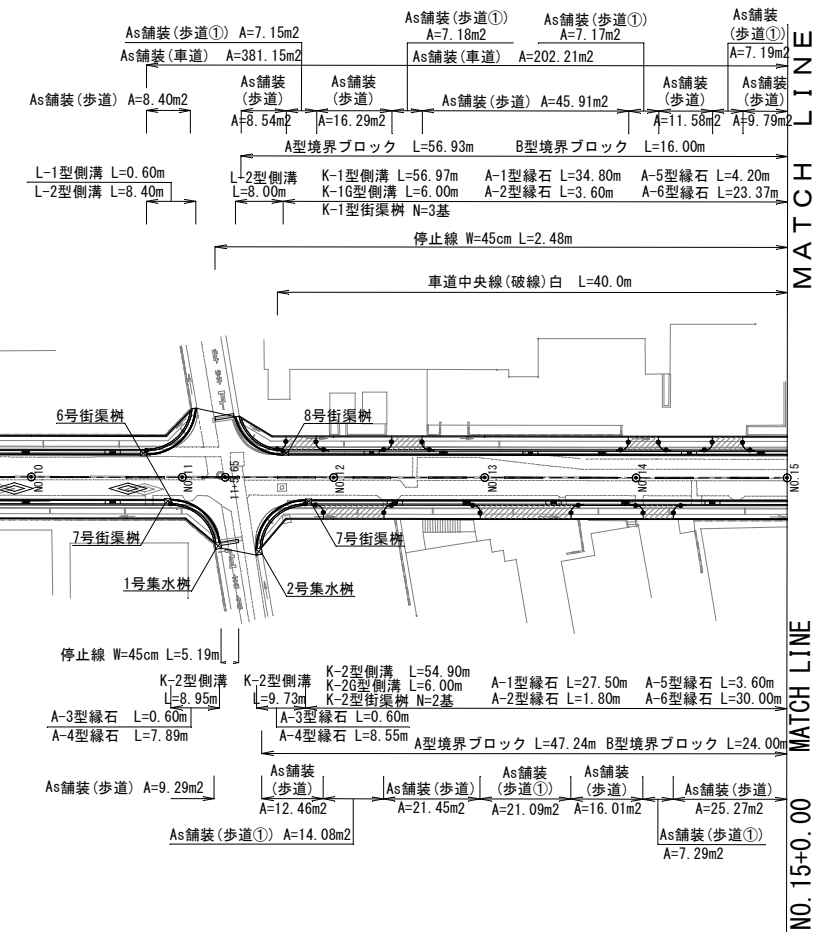 As舗装(歩道①) A=7.15m2
As舗装(歩道①)
A=7.18m2
As舗装(歩道①)
A=7.17m2
As舗装
(歩道①)
A=7.19m2
As舗装(車道) A=381.15m2
As舗装(車道) A=202.21m2
As舗装(歩道) A=8.40m2
As舗装
(歩道)
A=8.54m2
As舗装
(歩道)
A=16.29m2
As舗装(歩道) A=45.91m2
As舗装
(歩道)
A=11.58m2
As舗装
(歩道)
A=9.79m2
A型境界ブロック L=56.93m B型境界ブロック L=16.00m
L-1型側溝 L=0.60m
L-2型側溝 L=8.40m
L-2型側溝
L=8.00m
K-1型側溝 L=56.97m A-1型縁石 L=34.80m A-5型縁石 L=4.20m
K-1G型側溝 L=6.00m A-2型縁石 L=3.60m A-6型縁石 L=23.37m
K-1型街渠桝 N=3基
停止線 W=45cm L=2.48m
車道中央線(破線)白 L=40.0m
MATCH LINE
6号街渠桝
8号街渠桝
NO.10
NO.11
11+5.65
NO.12
NO.13
NO.14
NO.15
7号街渠桝
7号街渠桝
1号集水桝
2号集水桝
停止線 W=45cm L=5.19m
K-2型側溝
L=8.95m
K-2型側溝
L=9.73m
K-2型側溝 L=54.90m
K-2G型側溝 L=6.00m
K-2型街渠桝 N=2基
A-1型縁石 L=27.50m A-5型縁石 L=3.60m
A-2型縁石 L=1.80m A-6型縁石 L=30.00m
A-3型縁石 L=0.60m
A-4型縁石 L=7.89m
A-3型縁石 L=0.60m
A-4型縁石 L=8.55m
A型境界ブロック L=47.24m B型境界ブロック L=24.00m
As舗装(歩道) A=9.29m2
As舗装
(歩道)
A=12.46m2
As舗装(歩道①) A=14.08m2
As舗装(歩道)
A=21.45m2
As舗装
(歩道①)
A=21.09m2
As舗装
(歩道)
A=16.01m2
As舗装(歩道)
A=25.27m2
As舗装(歩道①)
A=7.29m2
NO.15+0.00 MATCH LINE